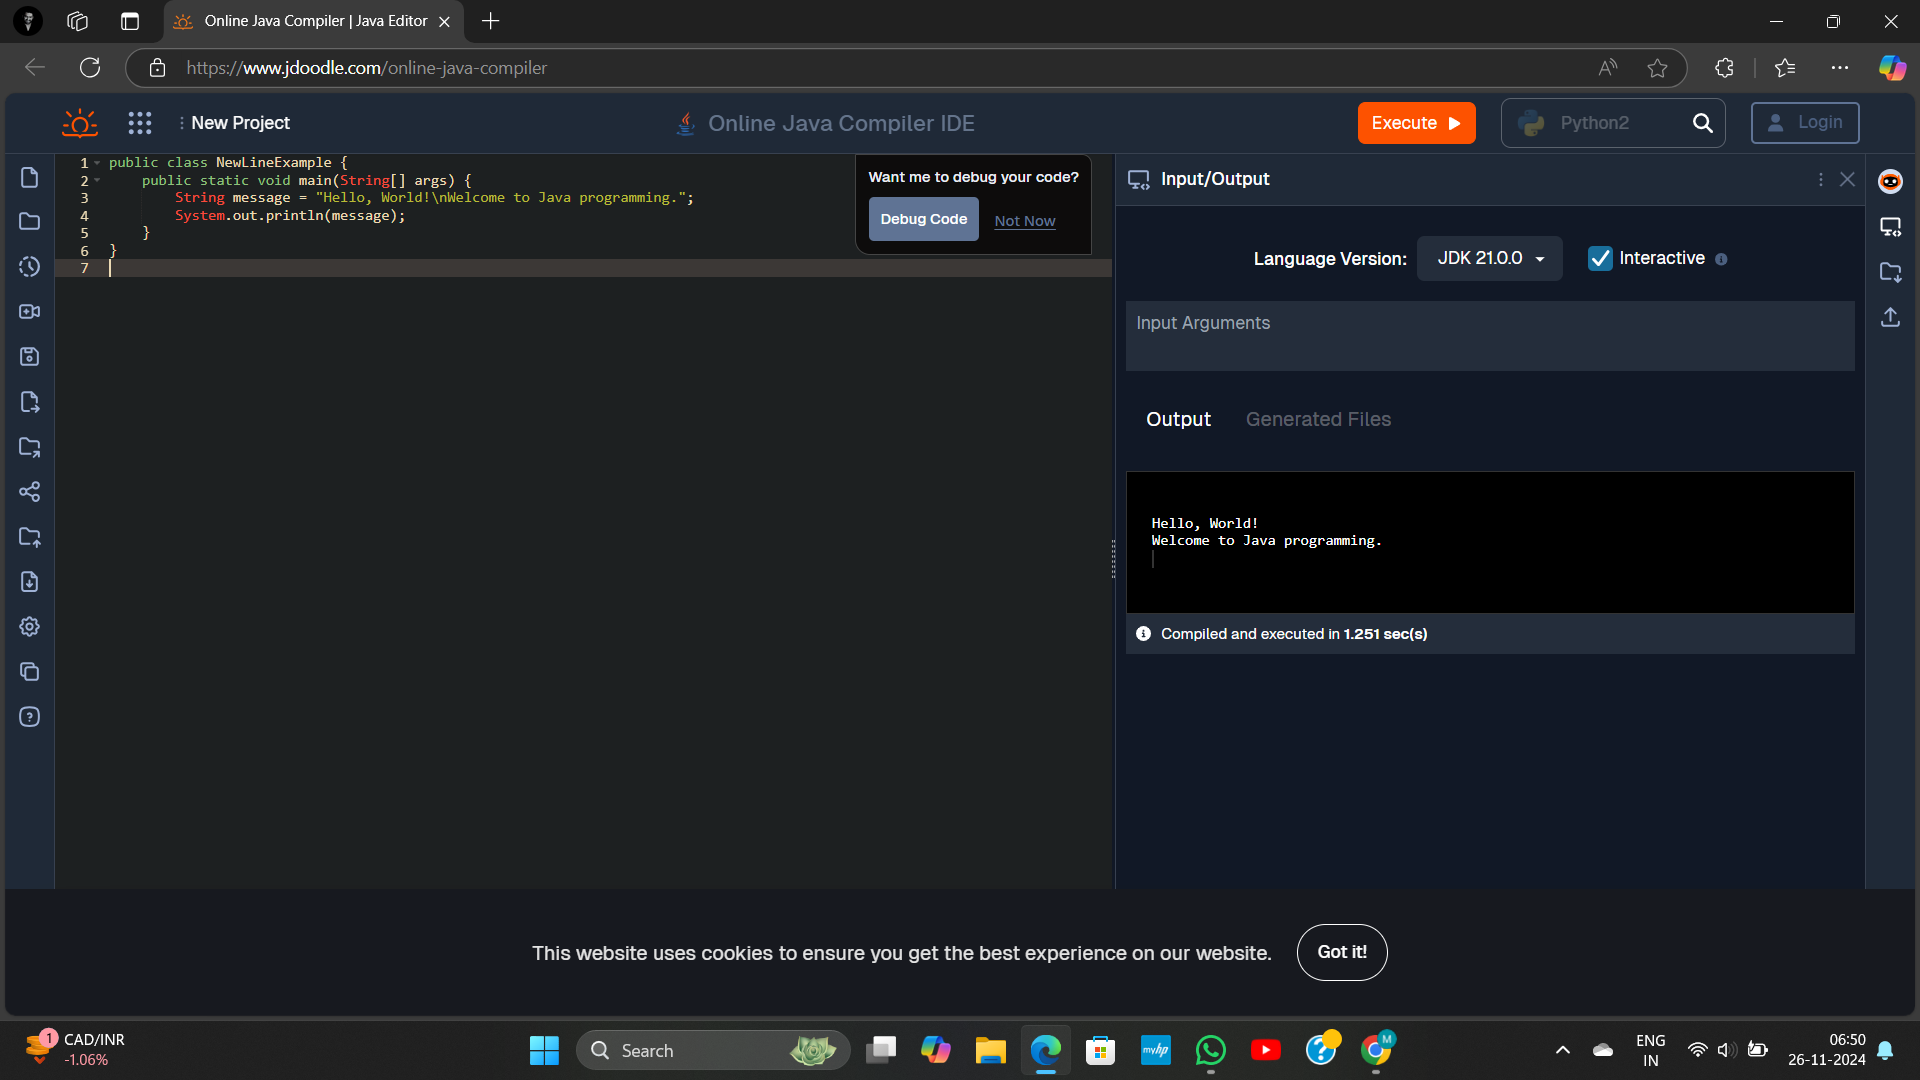 Online Java Compiler | Java Editor
https://www.jdoodle.com/online-java-compiler
New Project
Online Java Compiler IDE
Execute
Python2
Login
1 public class NewLineExample {
2 public static void main(String[] args) {
3 String message = "Hello, World!\nWelcome to Java programming.";
4 System.out.println(message);
5 }
6 }
7
Want me to debug your code?
Debug Code Not Now
Input/Output
Language Version: JDK 21.0.0 Interactive
Input Arguments
Output Generated Files
Hello, World!
Welcome to Java programming.
Compiled and executed in 1.251 sec(s)
This website uses cookies to ensure you get the best experience on our website. Got it!
1
CAD/INR
-1.06%
Search
myhp
M
ENG
IN
06:50
26-11-2024